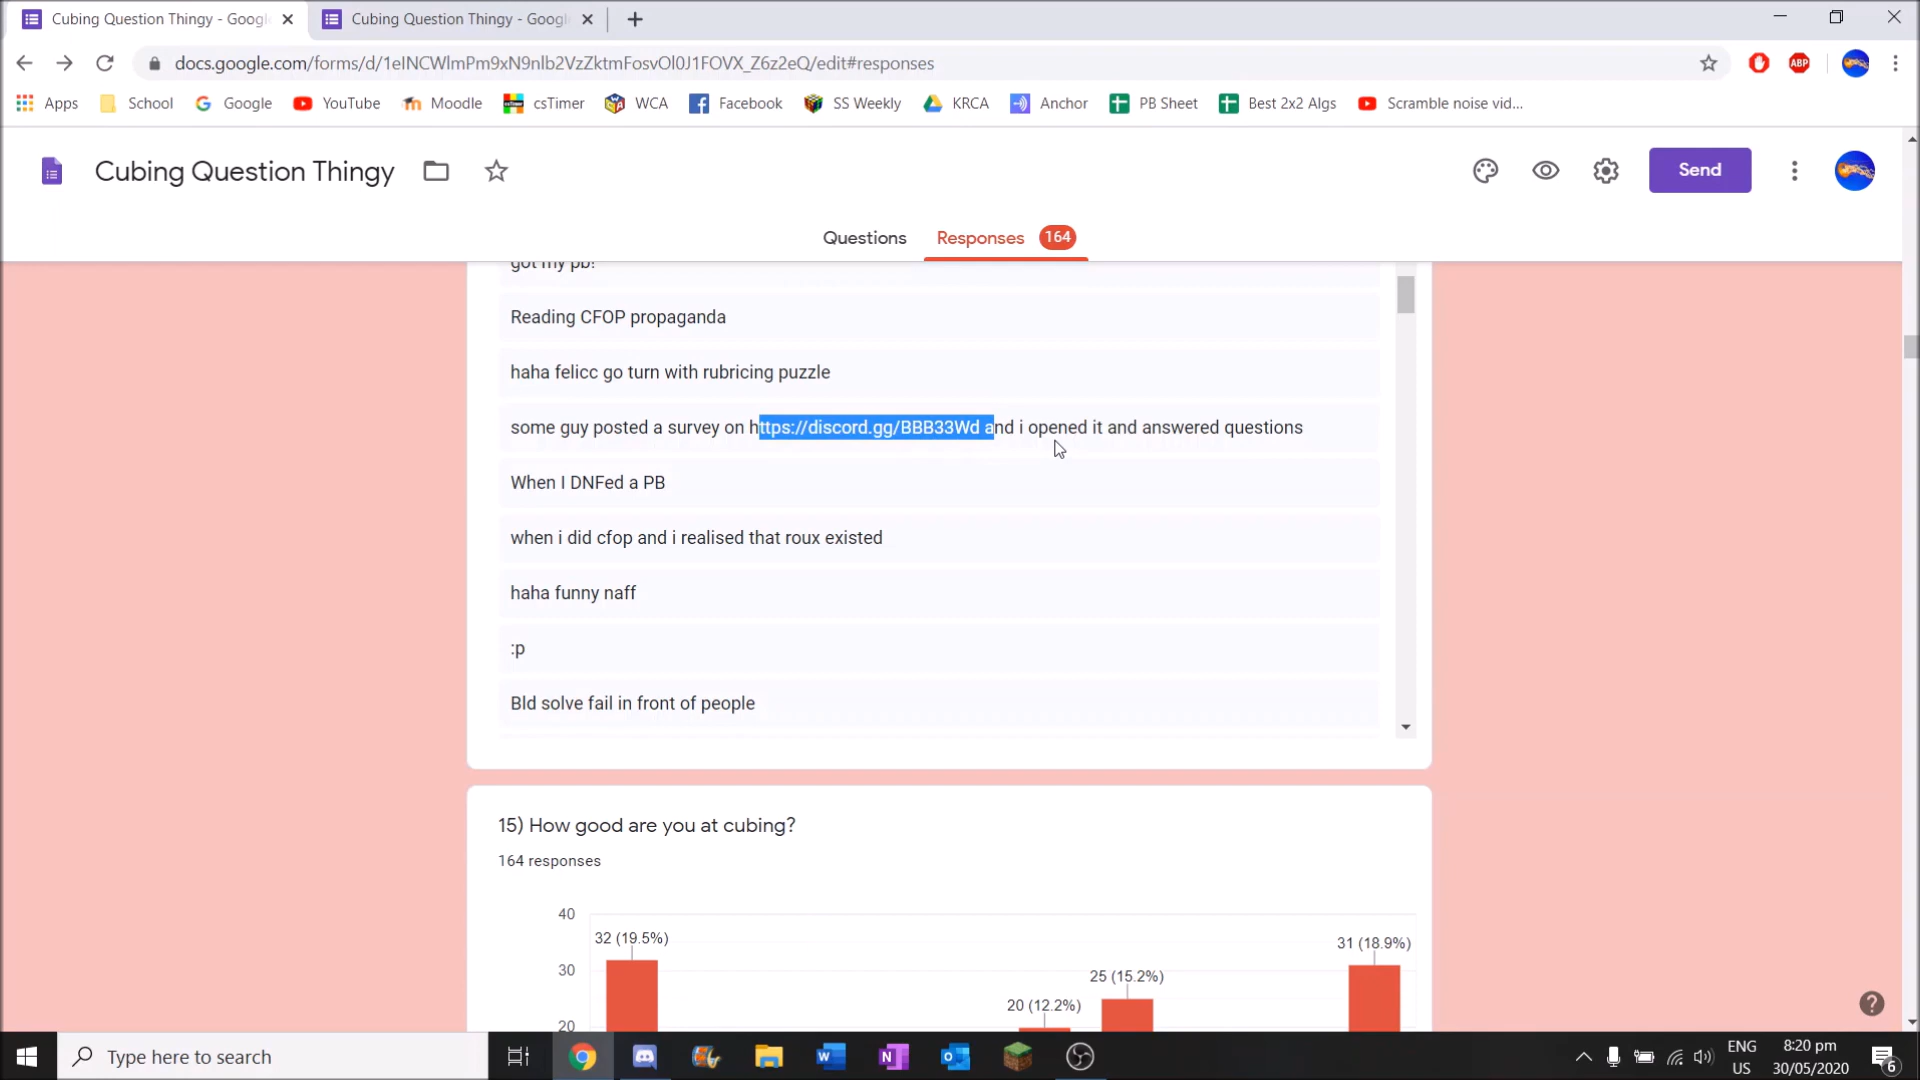 Cubing Question Thingy - Googl
Cubing Question Thingy - Googl
docs.google.com/forms/d/1eINCWlmPm9xN9nlb2VzZktmFosvOl0J1FOVX_Z6z2eQ/edit#responses
ABP
Apps School Google YouTube Moodle csTimer WCA Facebook SS Weekly KRCA Anchor PB Sheet Best 2x2 Algs Scramble noise vid...
Cubing Question Thingy
Send
Questions Responses 164
got my pb!
Reading CFOP propaganda
haha felicc go turn with rubricing puzzle
some guy posted a survey on https://discord.gg/BBB33Wd and i opened it and answered questions
When I DNFed a PB
when i did cfop and i realised that roux existed
haha funny naff
:p
Bld solve fail in front of people
15) How good are you at cubing?
164 responses
40
32 (19.5%)
31 (18.9%)
30
25 (15.2%)
20 (12.2%)
20
Type here to search
ENG
US
8:20 pm
30/05/2020
6